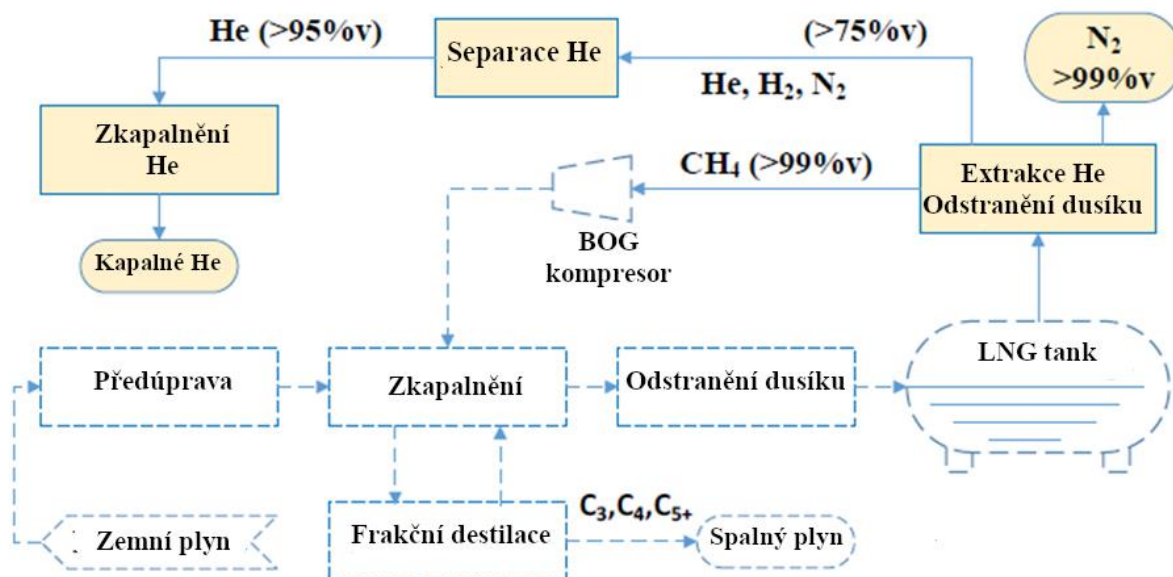 He (>95%v)
Separace He
(>75%v)
He, H₂, N₂
N₂
>99%v
Zkapalnění
He
CH₄ (>99%v)
Extrakce He
Odstranění dusíku
BOG
kompresor
Kapalné He
LNG tank
Předúprava
Zkapalnění
Odstranění dusíku
Zemní plyn
Frakční destilace
C₃,C₄,C₅₊
Spalný plyn